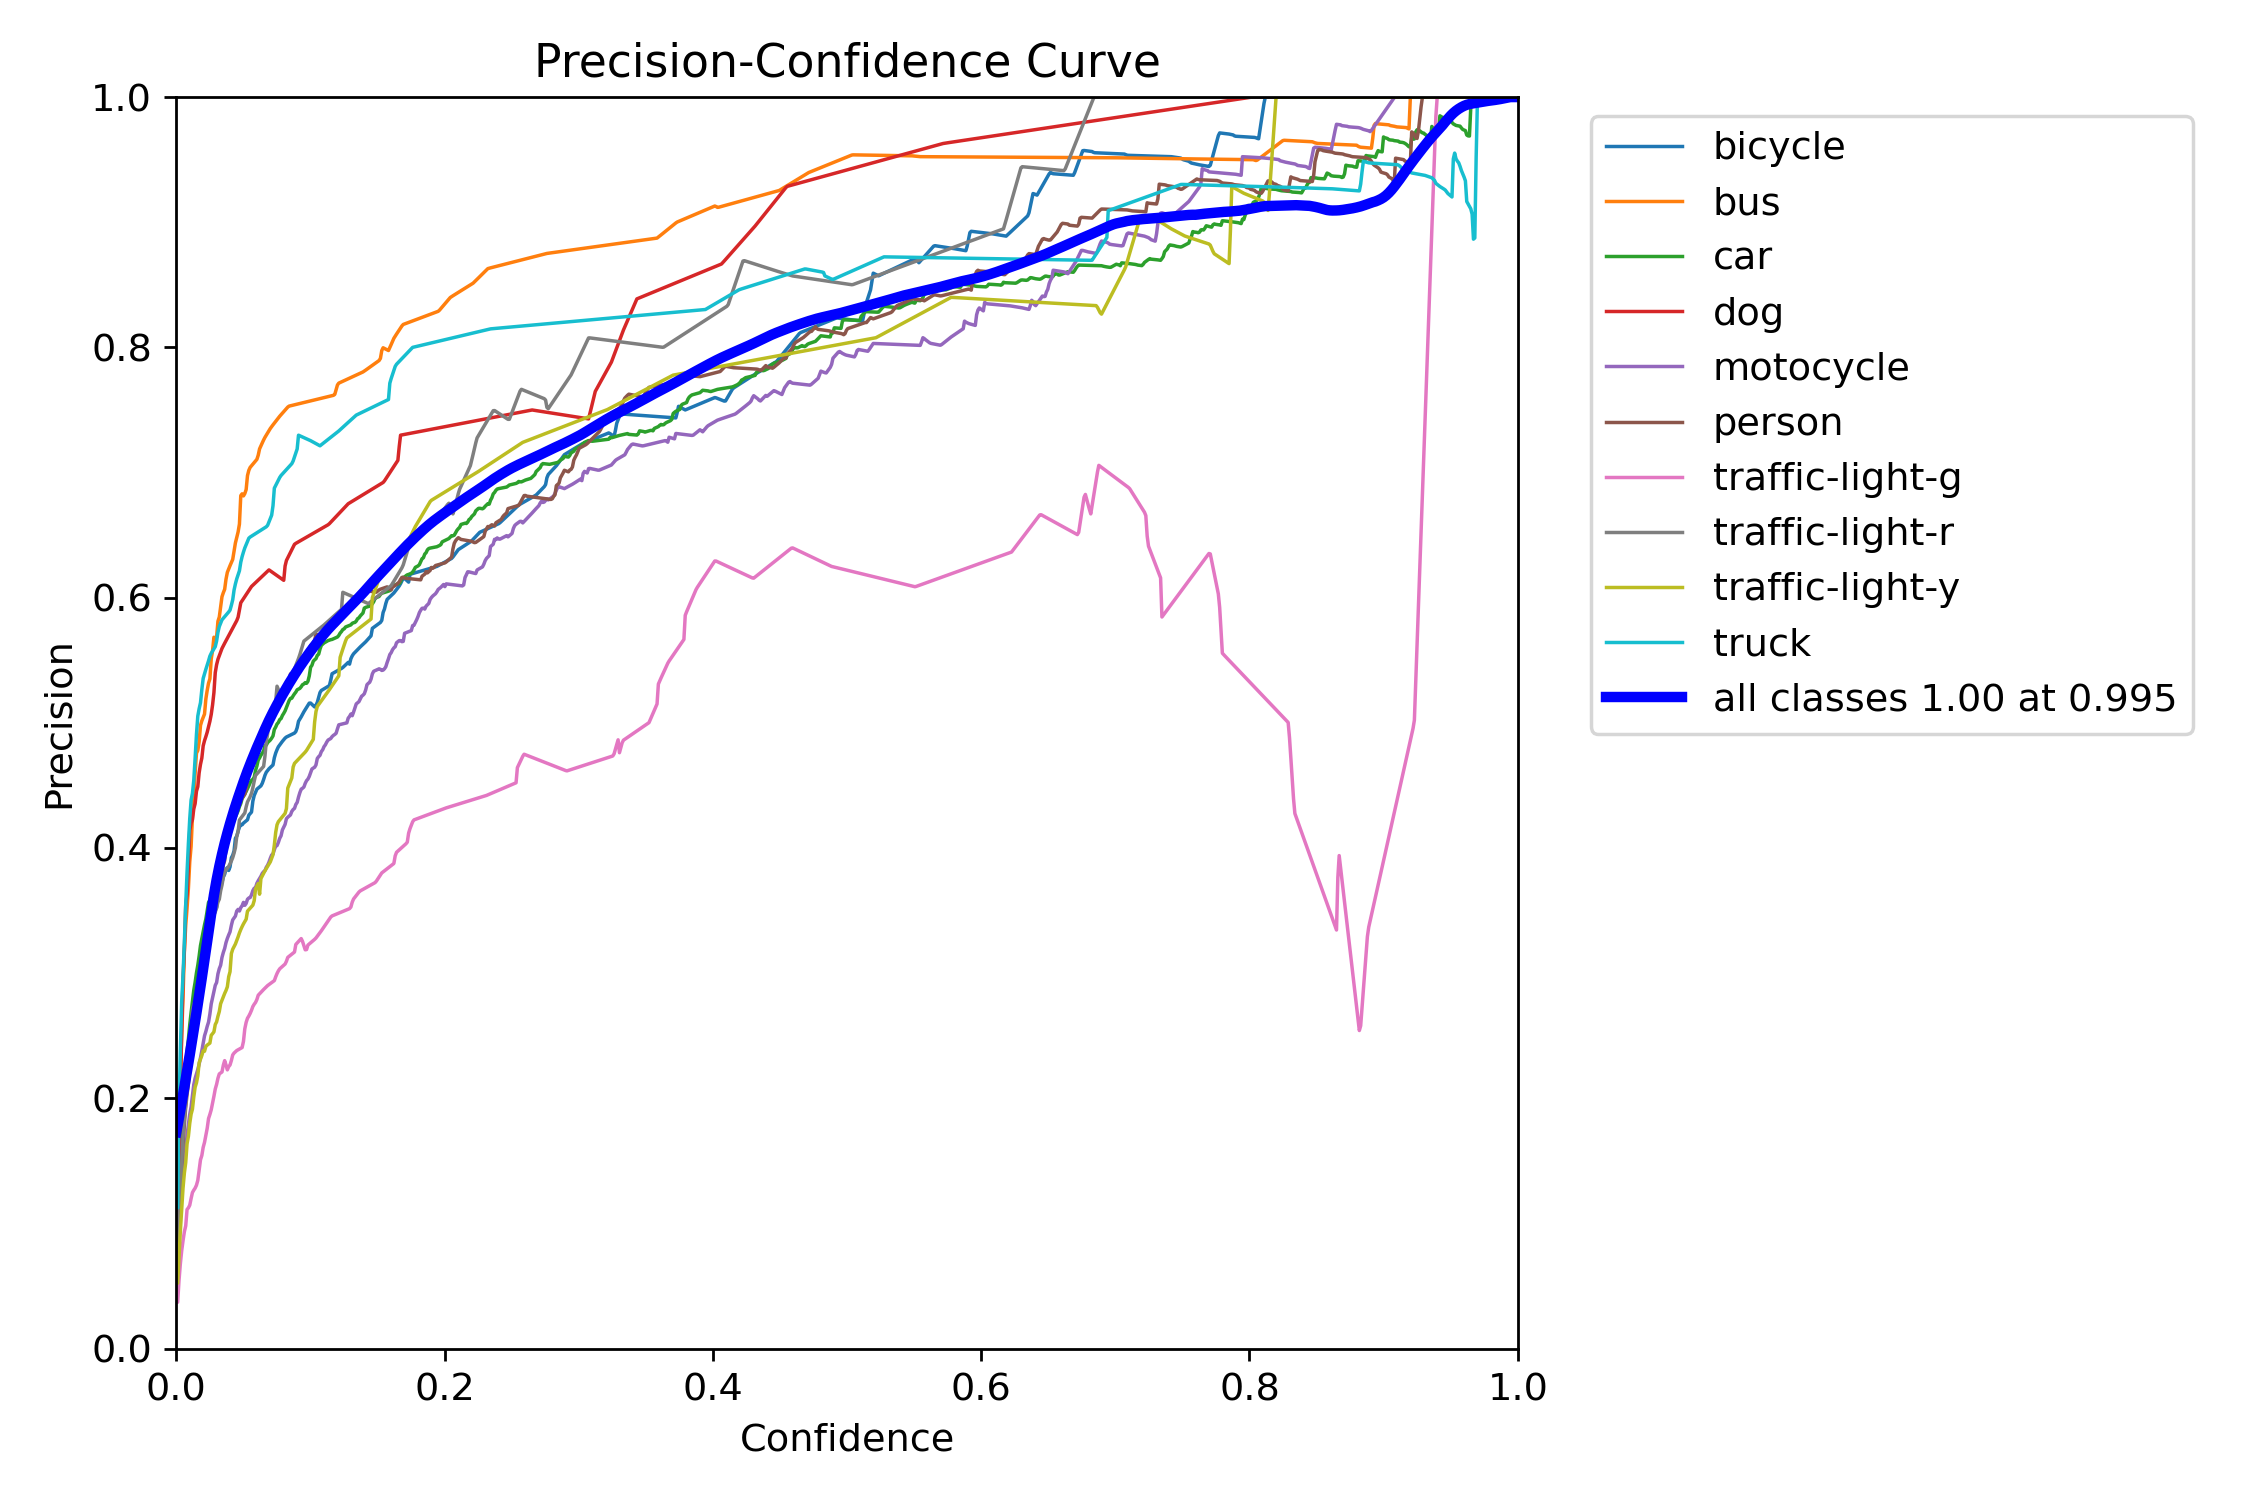 Precision-Confidence Curve
1.0
0.8
0.6
0.4
0.2
0.0
Precision
0.0 0.2 0.4 0.6 0.8 1.0
Confidence
bicycle
bus
car
dog
motocycle
person
traffic-light-g
traffic-light-r
traffic-light-y
truck
all classes 1.00 at 0.995